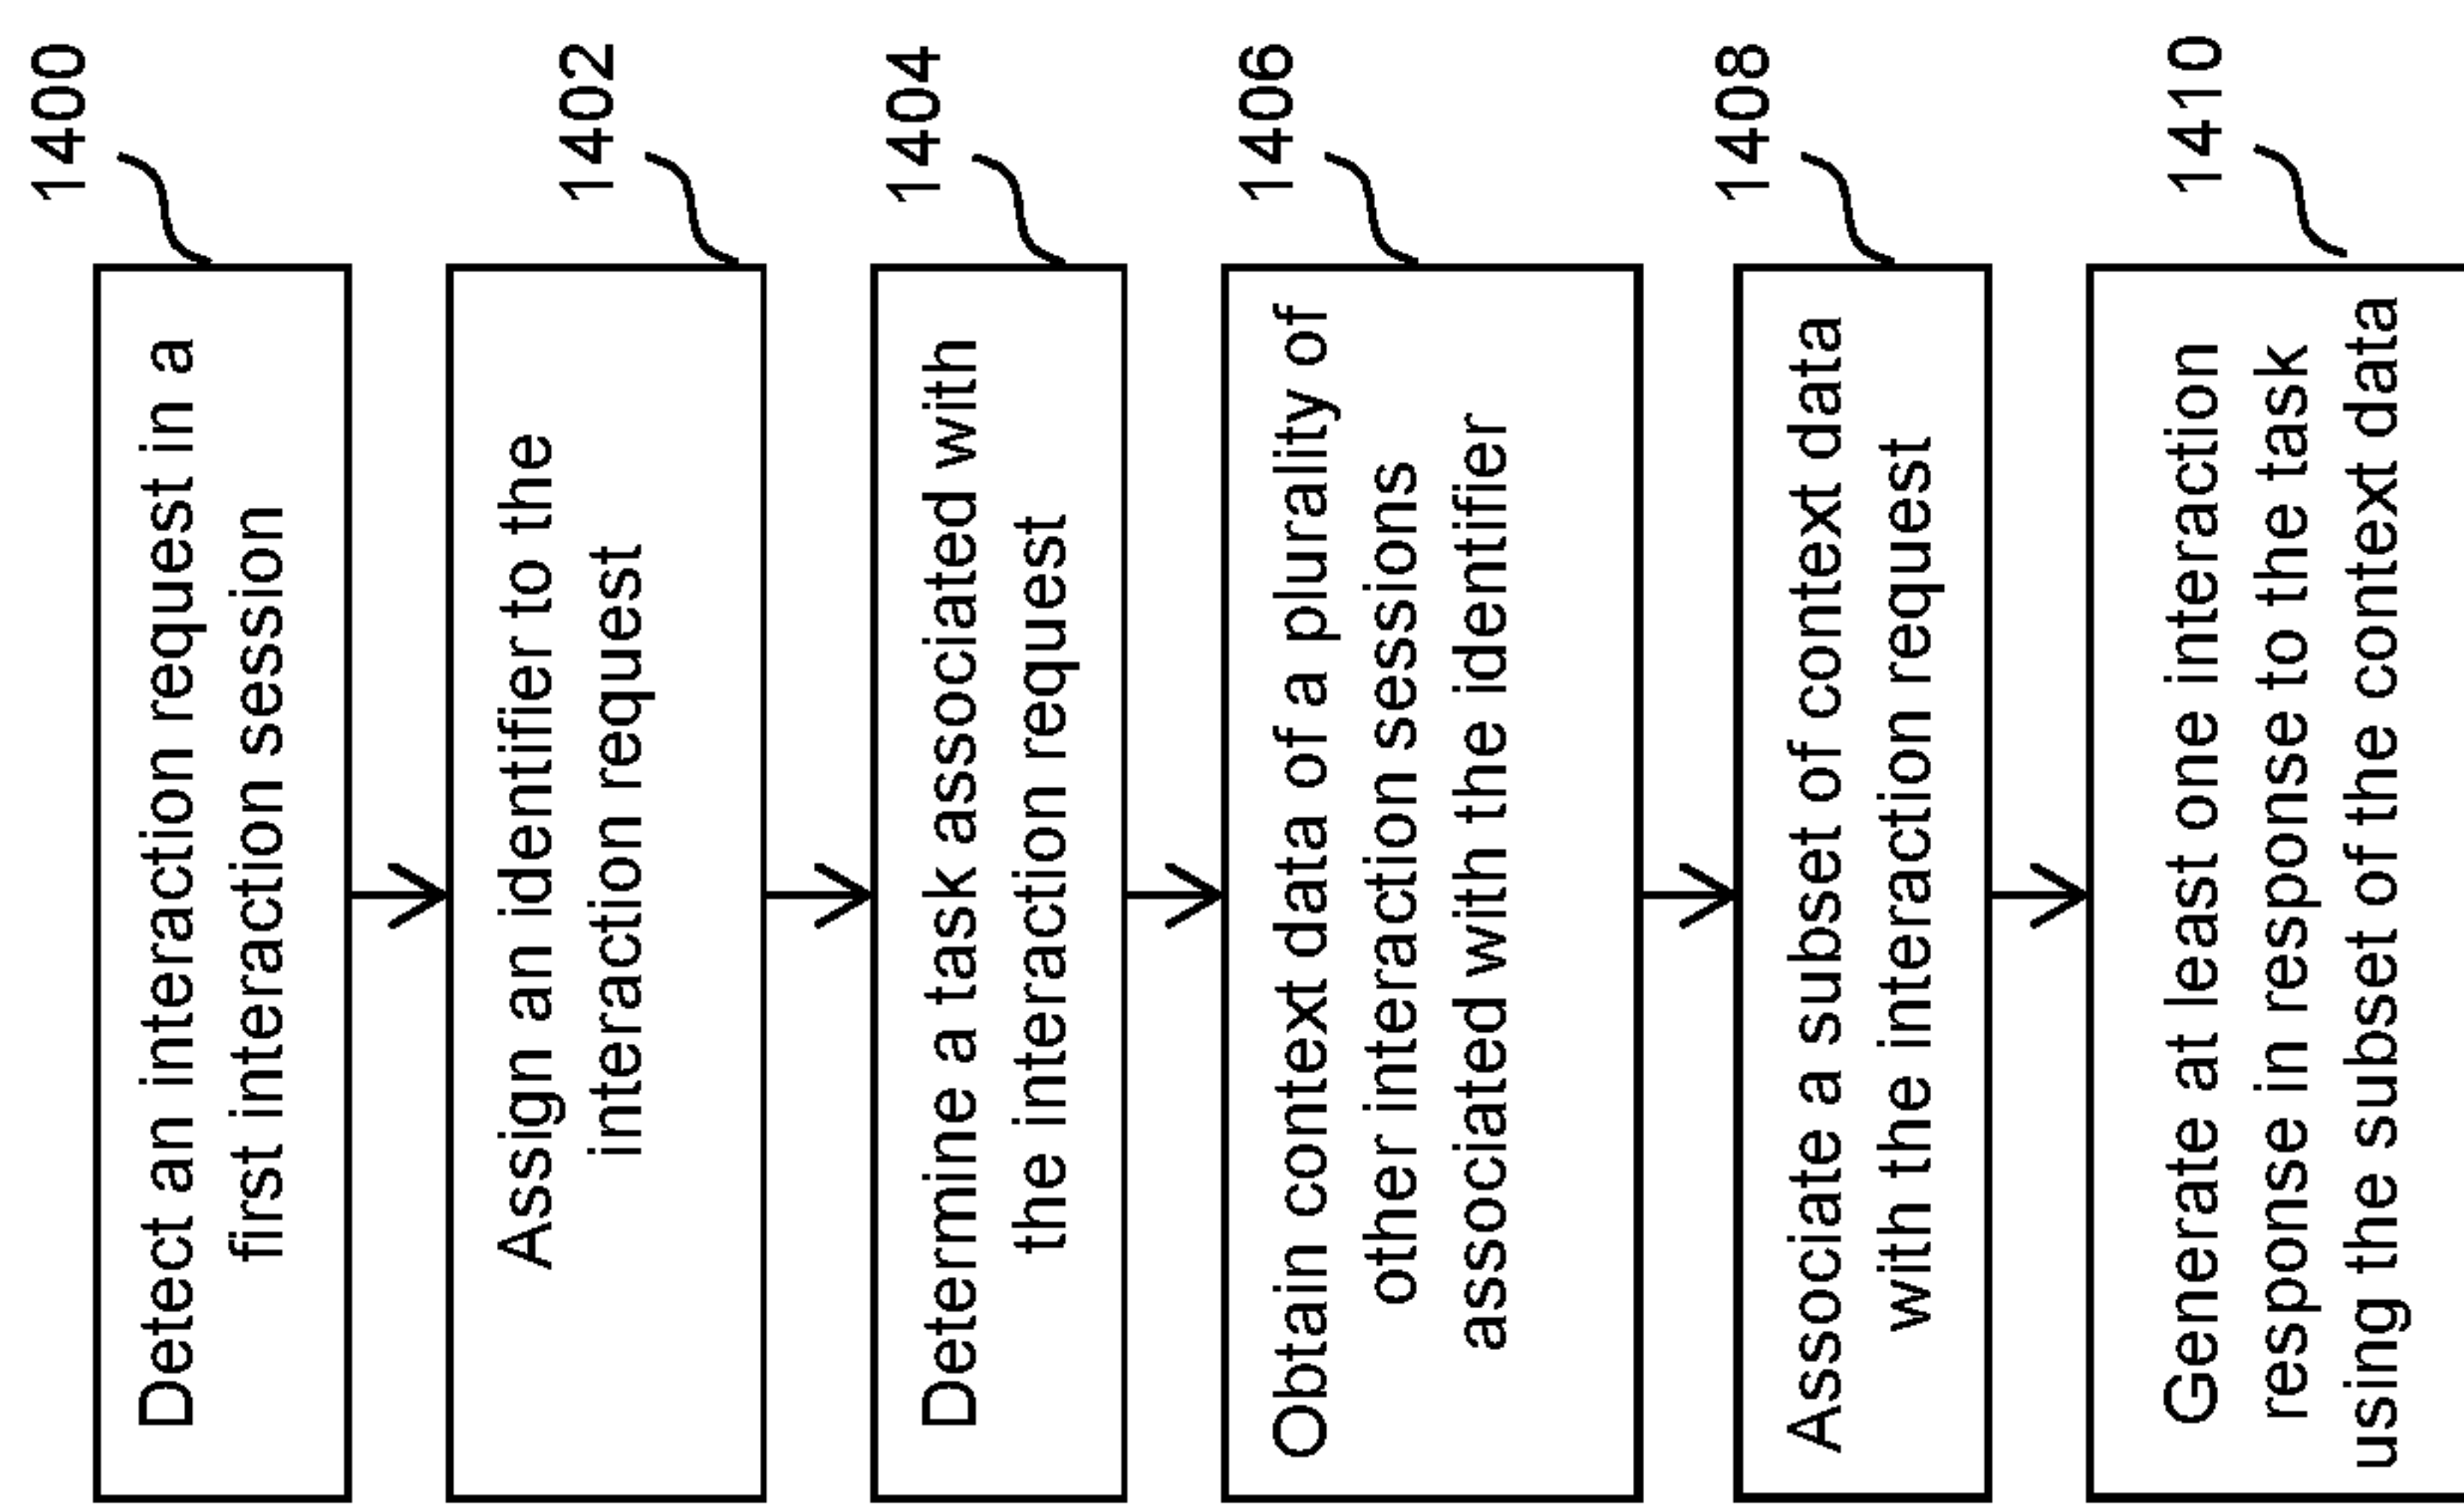 1400
Detect an interaction request in a
first interaction session
1402
Assign an identifier to the
interaction request
1404
Determine a task associated with
the interaction request
1406
Obtain context data of a plurality of
other interaction sessions
associated with the identifier
1408
Associate a subset of context data
with the interaction request
1410
Generate at least one interaction
response in response to the task
using the subset of the context data